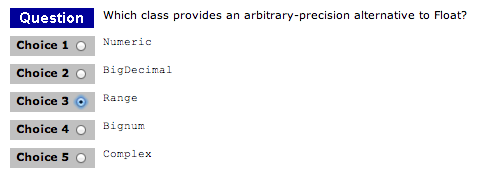 Question Which class provides an arbitrary-precision alternative to Float?
Choice 1 Numeric
Choice 2 BigDecimal
Choice 3 Range
Choice 4 Bignum
Choice 5 Complex